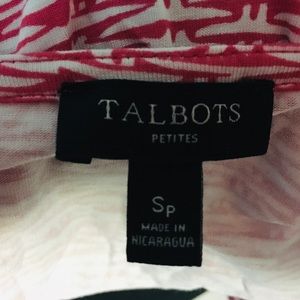 TALBOTS
PETITES
SP
MADE IN
NICARAGUA